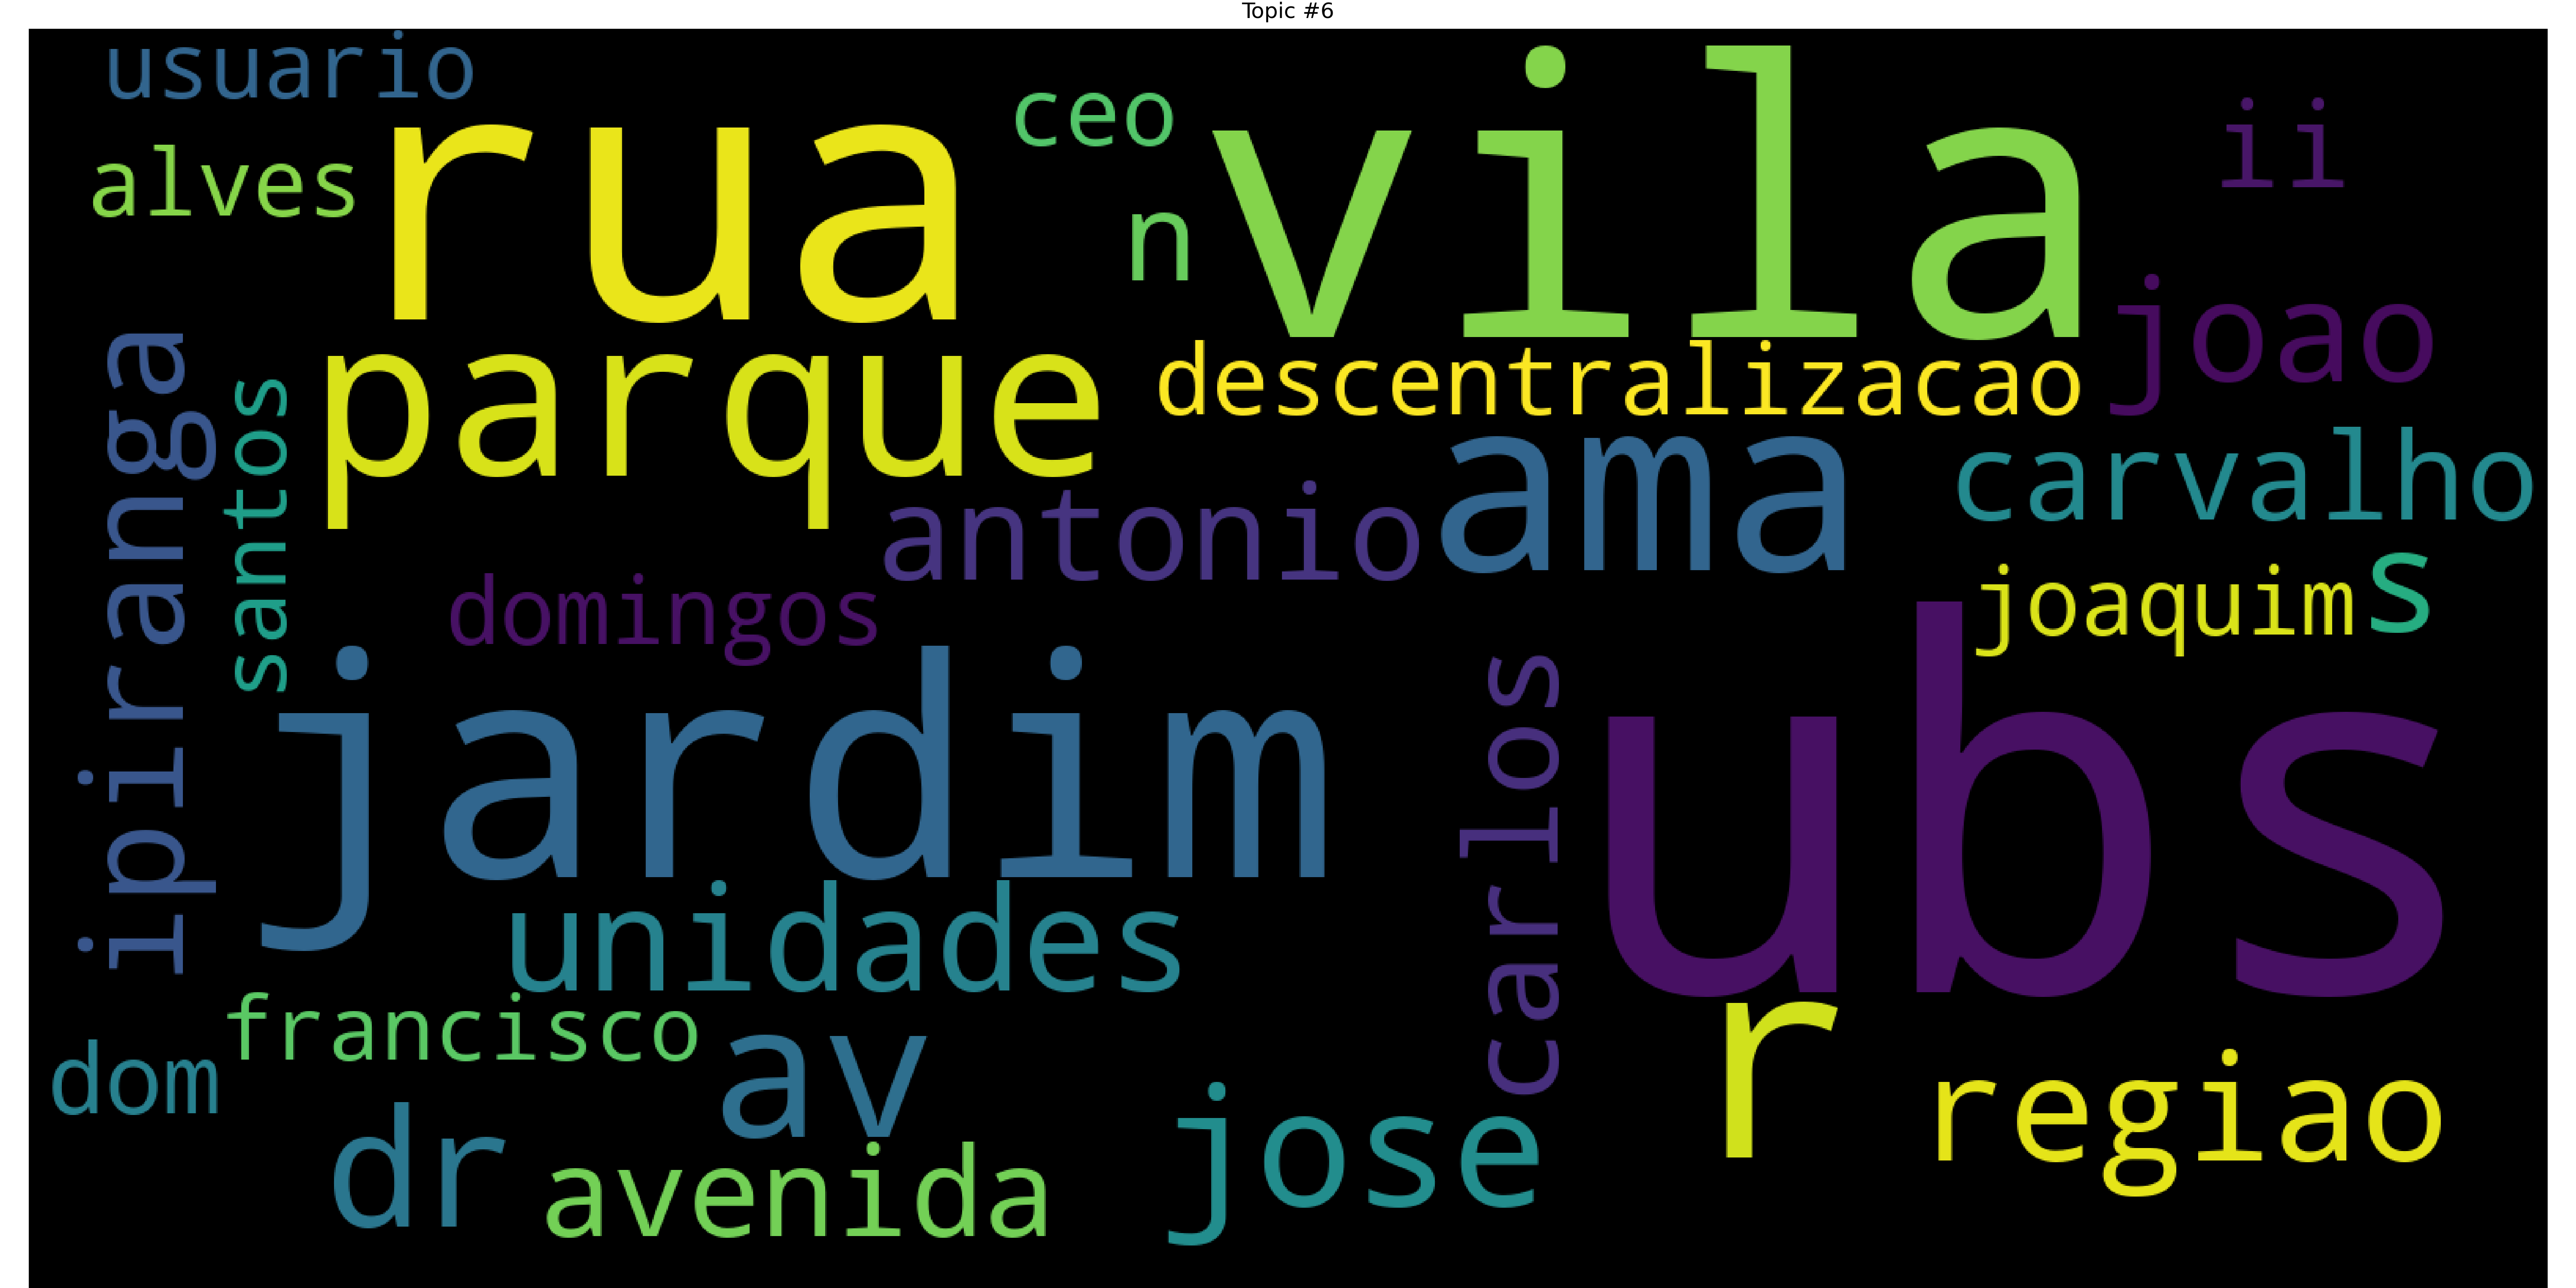 Topic #6
usuario
rua
ceo
vila
ii
alves
n
joao
ipiranga
santos
parque
descentralizacao
antonio
ama
carvalho
domingos
joaquim
s
jardim
carlos
ubs
unidades
francisco
av
r
regiao
dom
dr
avenida
jose